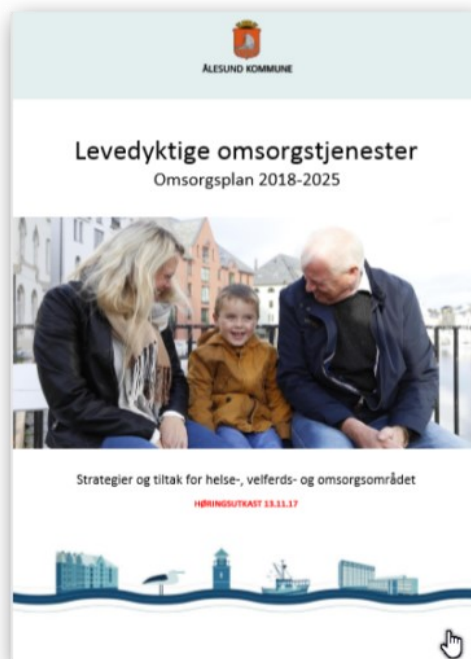 ÅLESUND KOMMUNE
Levedyktige omsorgstjenester
Omsorgsplan 2018-2025
Strategier og tiltak for helse-, velferds- og omsorgsområdet
HØRINGSUTKAST 13.11.17